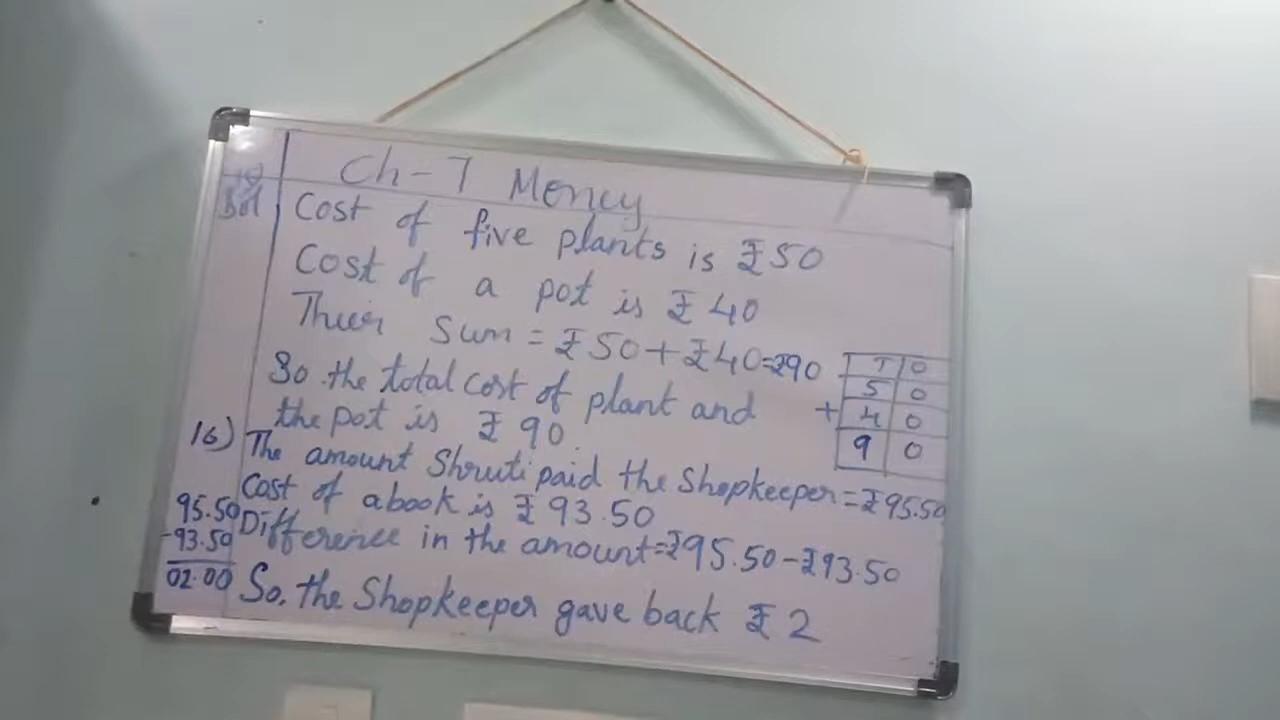 Ch-7 Money
Sol Cost of five plants is ₹50
Cost of a pot is ₹40
Thier Sum = ₹50+₹40=₹90
So the total cost of plant and
the pot is ₹90.
T O
5 0
+ 4 0
9 0
16) The amount Shruti paid the Shopkeeper=₹95.50
Cost of a book is ₹93.50
Difference in the amount=₹95.50-₹93.50
So, the Shopkeeper gave back ₹2
95.50
-93.50
02.00